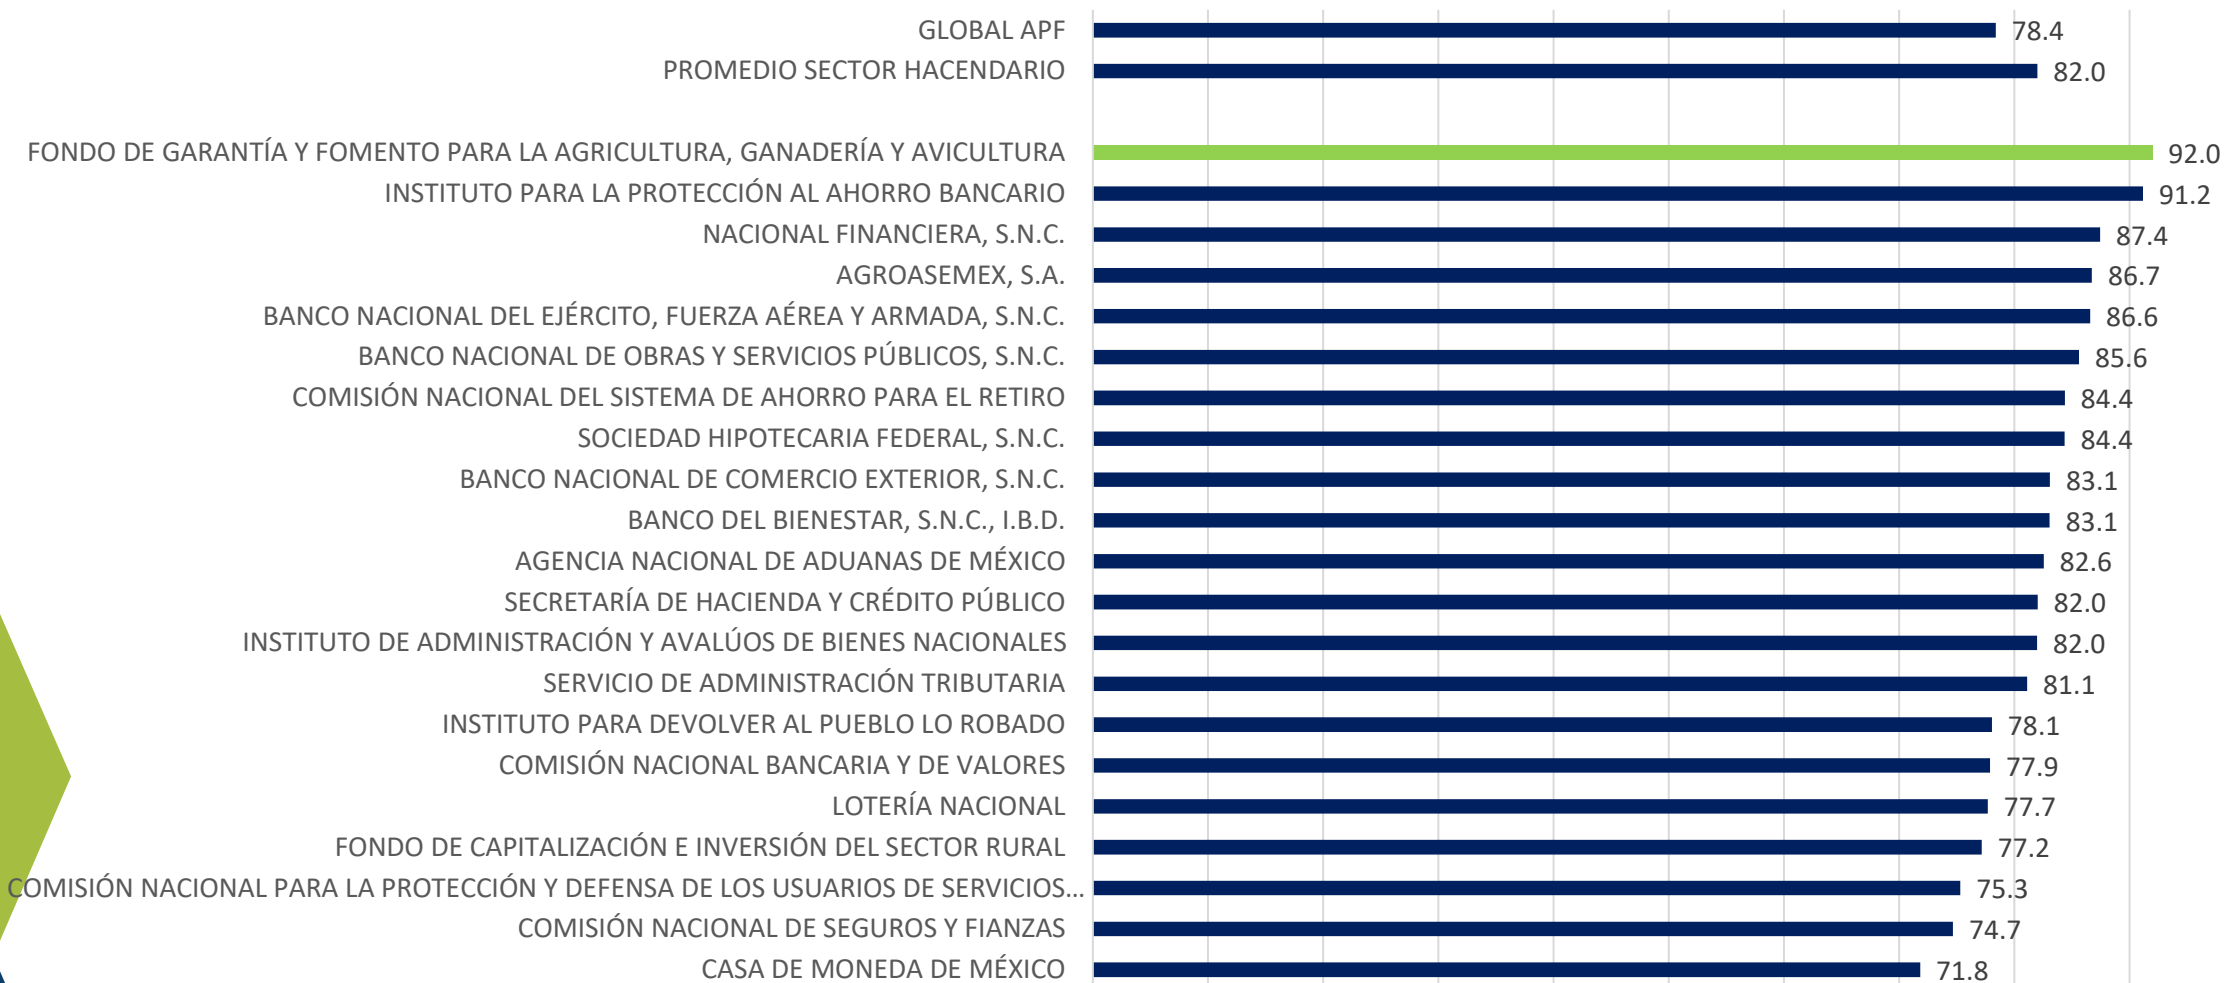 GLOBAL APF 78.4
PROMEDIO SECTOR HACENDARIO 82.0
FONDO DE GARANTÍA Y FOMENTO PARA LA AGRICULTURA, GANADERÍA Y AVICULTURA 92.0
INSTITUTO PARA LA PROTECCIÓN AL AHORRO BANCARIO 91.2
NACIONAL FINANCIERA, S.N.C. 87.4
AGROASEMEX, S.A. 86.7
BANCO NACIONAL DEL EJÉRCITO, FUERZA AÉREA Y ARMADA, S.N.C. 86.6
BANCO NACIONAL DE OBRAS Y SERVICIOS PÚBLICOS, S.N.C. 85.6
COMISIÓN NACIONAL DEL SISTEMA DE AHORRO PARA EL RETIRO 84.4
SOCIEDAD HIPOTECARIA FEDERAL, S.N.C. 84.4
BANCO NACIONAL DE COMERCIO EXTERIOR, S.N.C. 83.1
BANCO DEL BIENESTAR, S.N.C., I.B.D. 83.1
AGENCIA NACIONAL DE ADUANAS DE MÉXICO 82.6
SECRETARÍA DE HACIENDA Y CRÉDITO PÚBLICO 82.0
INSTITUTO DE ADMINISTRACIÓN Y AVALÚOS DE BIENES NACIONALES 82.0
SERVICIO DE ADMINISTRACIÓN TRIBUTARIA 81.1
INSTITUTO PARA DEVOLVER AL PUEBLO LO ROBADO 78.1
COMISIÓN NACIONAL BANCARIA Y DE VALORES 77.9
LOTERÍA NACIONAL 77.7
FONDO DE CAPITALIZACIÓN E INVERSIÓN DEL SECTOR RURAL 77.2
COMISIÓN NACIONAL PARA LA PROTECCIÓN Y DEFENSA DE LOS USUARIOS DE SERVICIOS... 75.3
COMISIÓN NACIONAL DE SEGUROS Y FIANZAS 74.7
CASA DE MONEDA DE MÉXICO 71.8